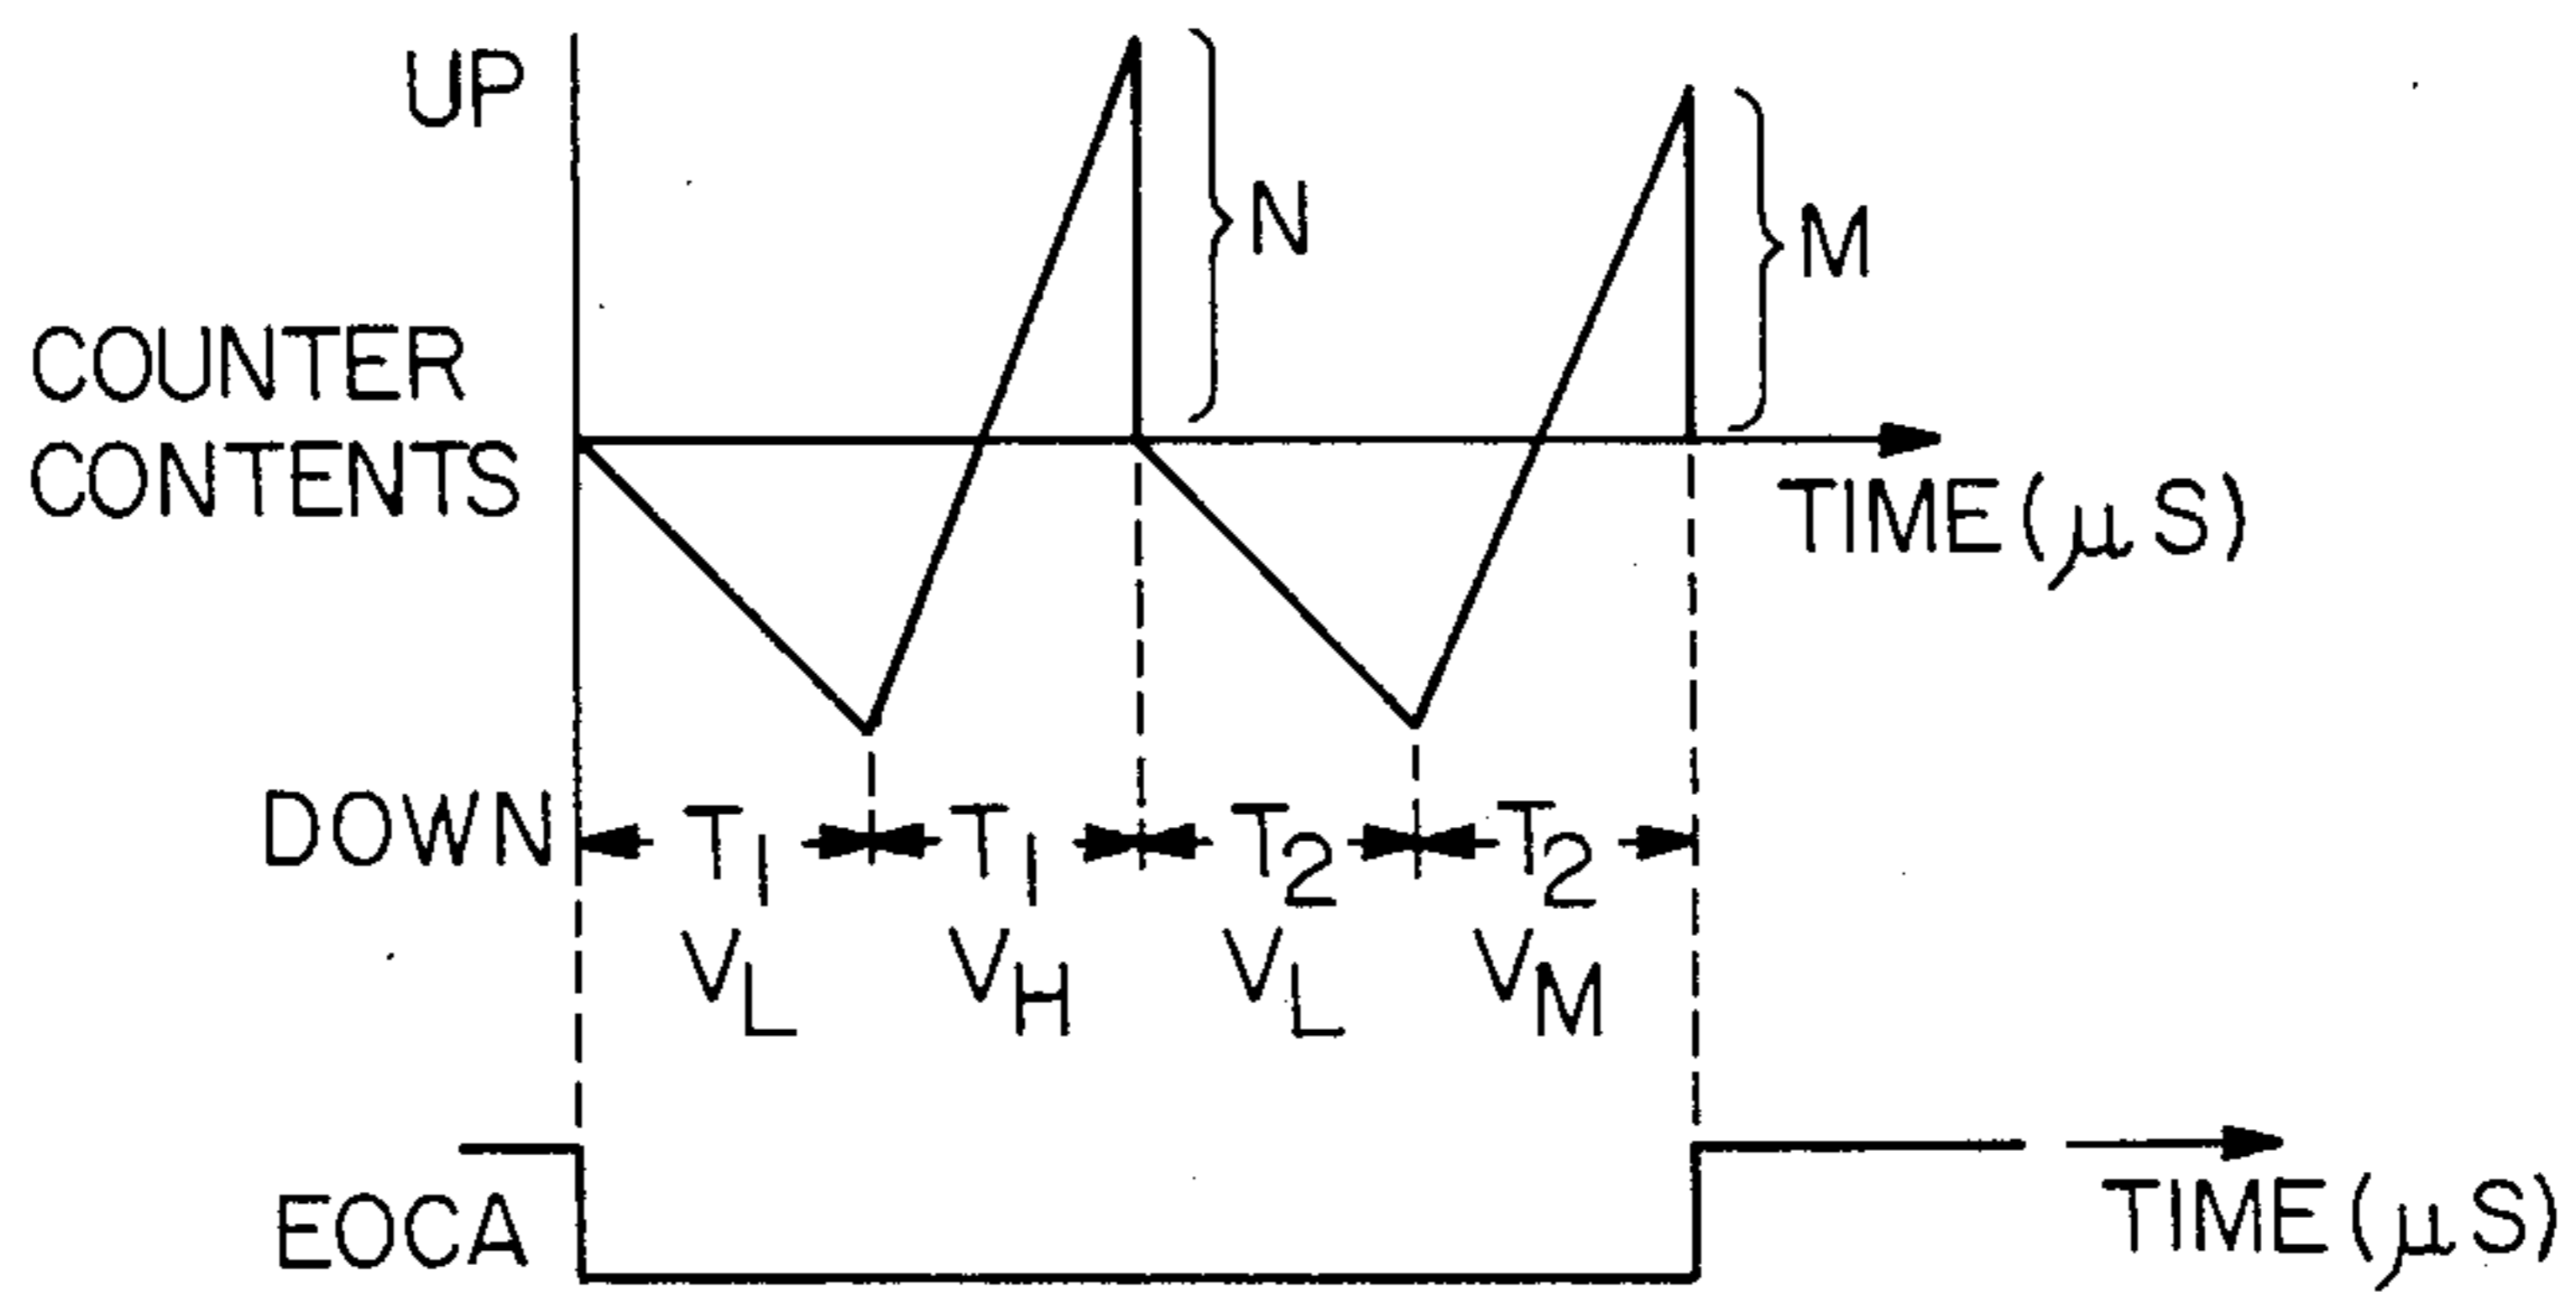 UP
N
M
COUNTER
CONTENTS
TIME (μS)
DOWN
T1 T1 T2 T2
VL VH VL VM
EOCA
TIME (μS)